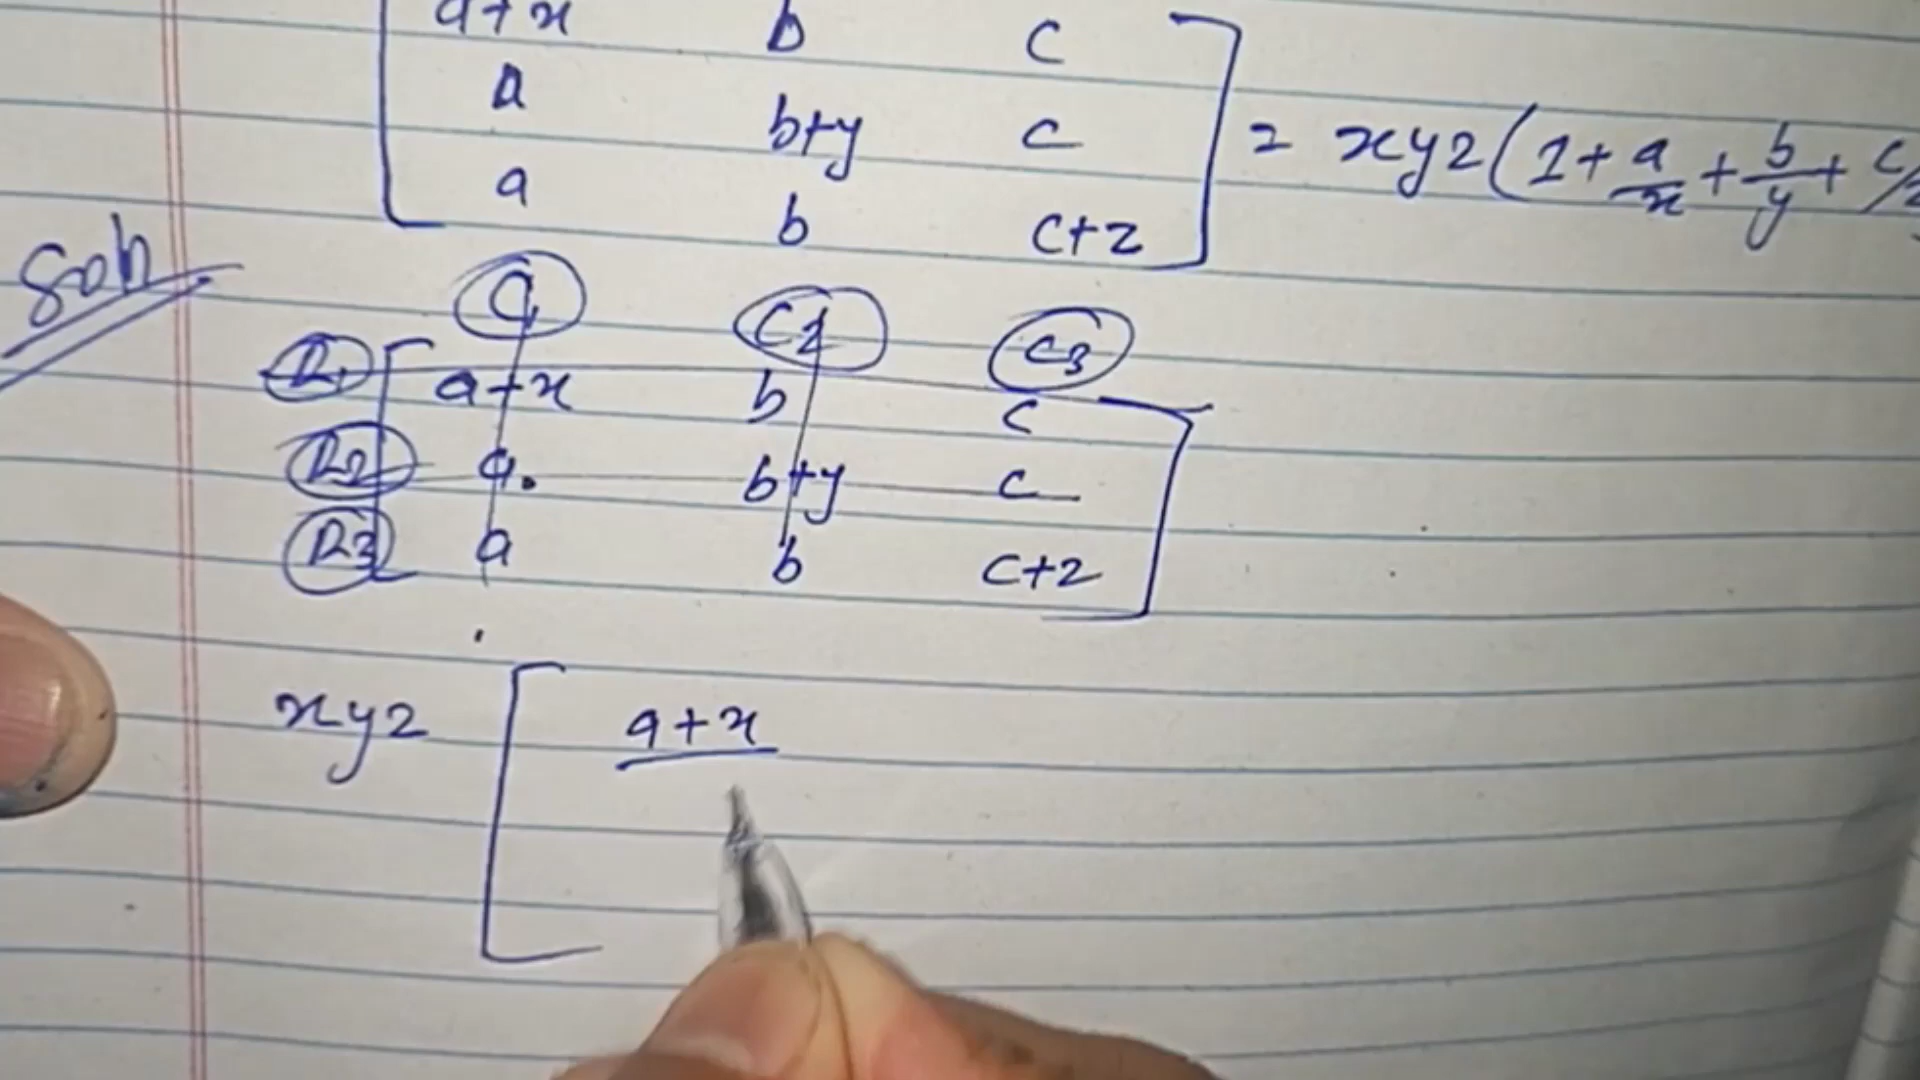 a+x b c
a b+y c = xyz(1+a/x+b/y+c/z
a b c+z
Soln
C1 C2 C3
R1 a+x b c
R2 a b+y c
R3 a b c+z
xyz [ a+x